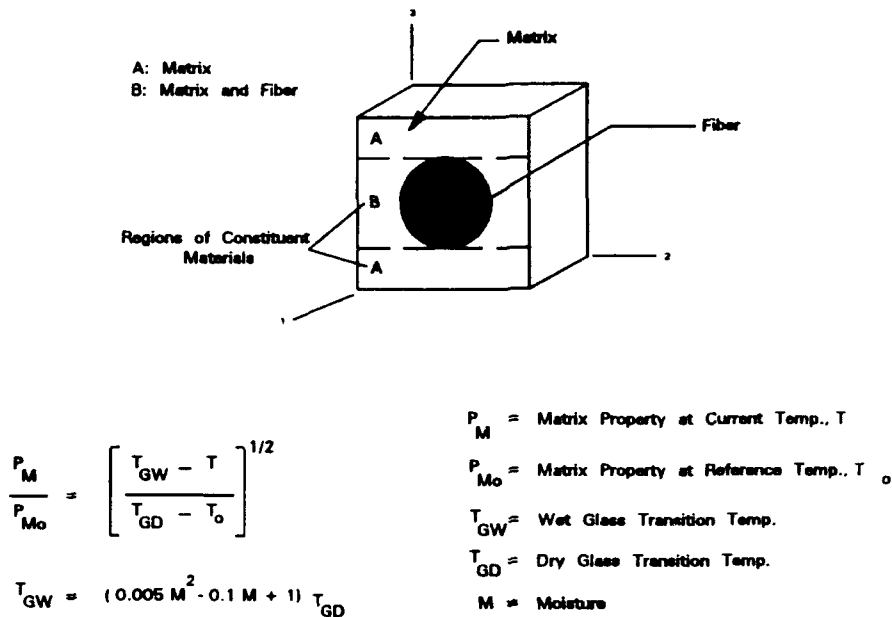 3
Matrix
A: Matrix
B: Matrix and Fiber
Fiber
A
B
Regions of Constituent
Materials
A
2
1
P_M / P_Mo = [ (T_GW – T) / (T_GD – T_o) ]^1/2
T_GW = (0.005 M^2 - 0.1 M + 1) T_GD
P_M = Matrix Property at Current Temp., T
P_Mo = Matrix Property at Reference Temp., T_o
T_GW = Wet Glass Transition Temp.
T_GD = Dry Glass Transition Temp.
M = Moisture